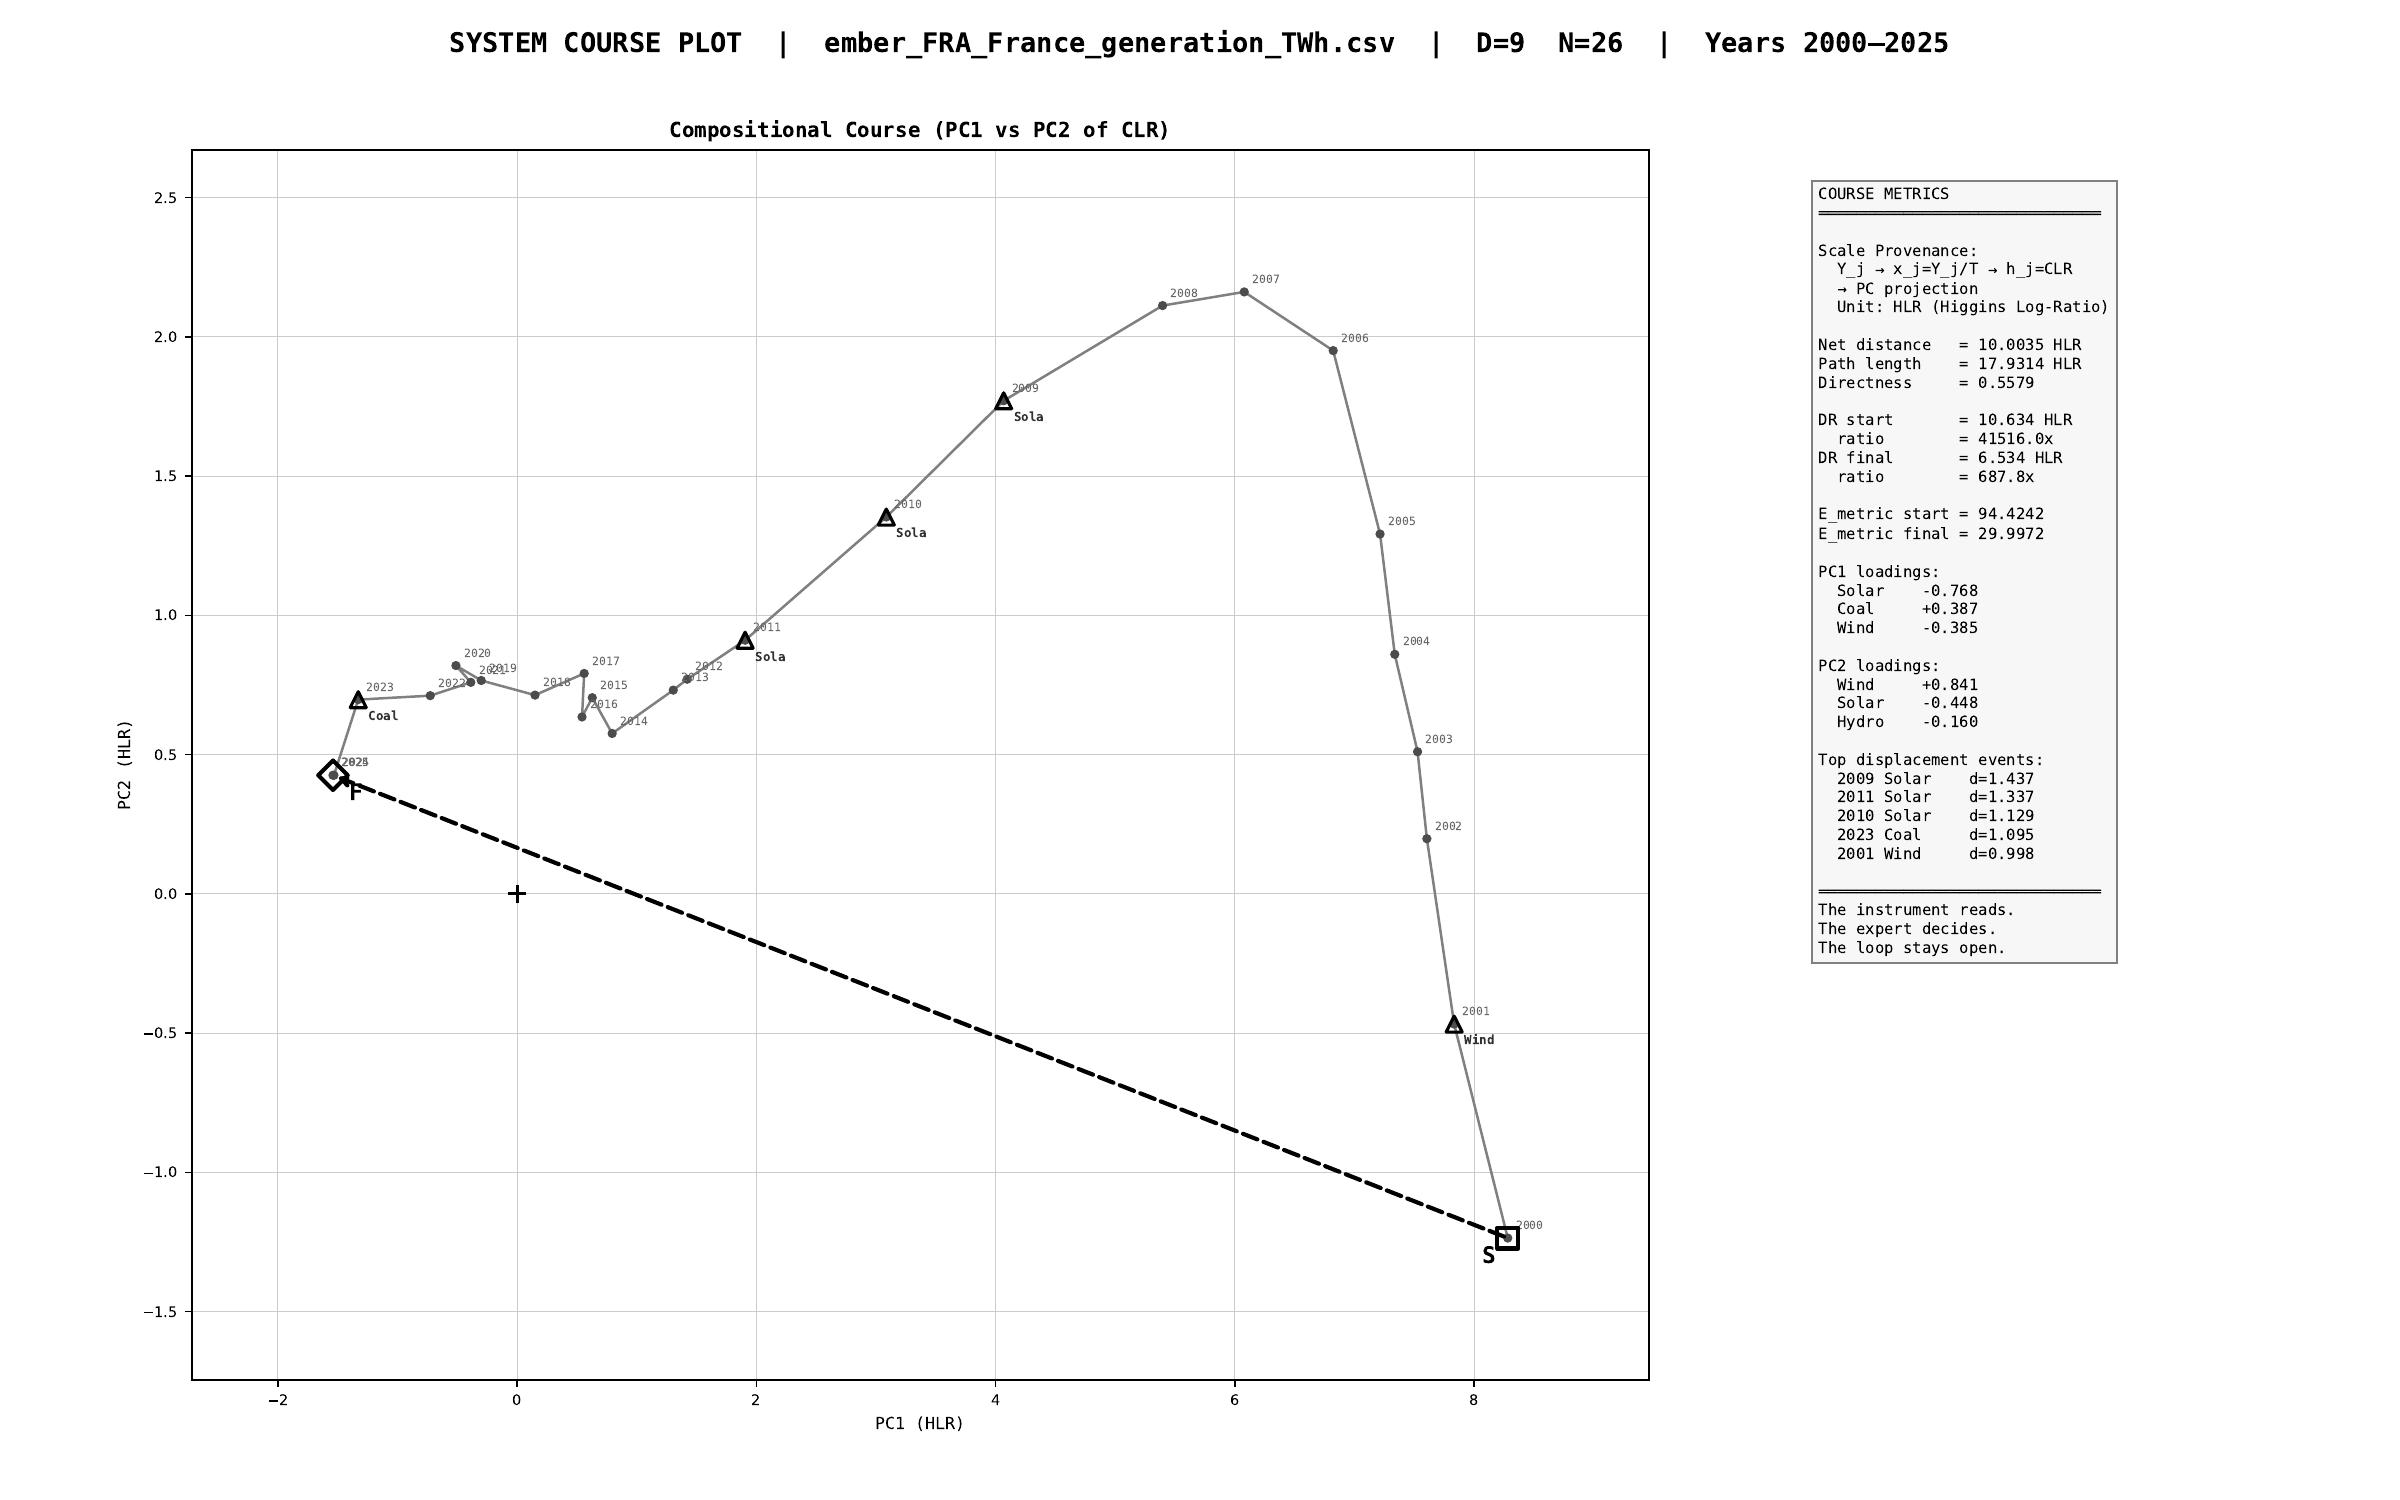 SYSTEM COURSE PLOT | ember_FRA_France_generation_TWh.csv | D=9 N=26 | Years 2000–2025
Compositional Course (PC1 vs PC2 of CLR)
2.5
2.0
1.5
1.0
0.5
0.0
−0.5
−1.0
−1.5
PC2 (HLR)
−2
0
2
4
6
8
PC1 (HLR)
2007
2008
2006
2009
Sola
2010
Sola
2005
2011
Sola
2004
2020
2019
2021
2017
2012
2013
2023
Coal
2022
2018
2015
2016
2014
2003
F
2002
2001
Wind
2000
S
COURSE METRICS
Scale Provenance:
Y_j → x_j=Y_j/T → h_j=CLR
→ PC projection
Unit: HLR (Higgins Log-Ratio)
Net distance = 10.0035 HLR
Path length = 17.9314 HLR
Directness = 0.5579
DR start = 10.634 HLR
ratio = 41516.0x
DR final = 6.534 HLR
ratio = 687.8x
E_metric start = 94.4242
E_metric final = 29.9972
PC1 loadings:
Solar -0.768
Coal +0.387
Wind -0.385
PC2 loadings:
Wind +0.841
Solar -0.448
Hydro -0.160
Top displacement events:
2009 Solar d=1.437
2011 Solar d=1.337
2010 Solar d=1.129
2023 Coal d=1.095
2001 Wind d=0.998
The instrument reads.
The expert decides.
The loop stays open.